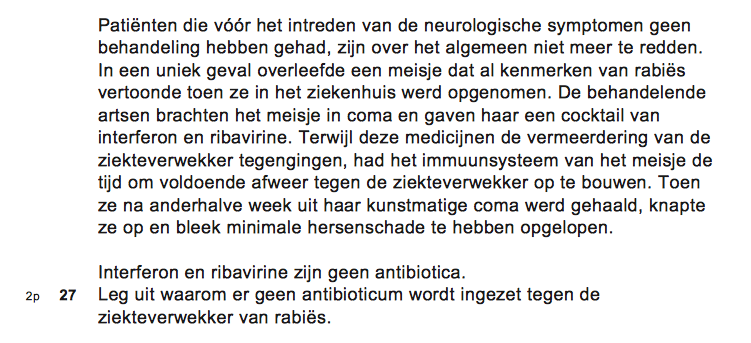 Patiënten die vóór het intreden van de neurologische symptomen geen
behandeling hebben gehad, zijn over het algemeen niet meer te redden.
In een uniek geval overleefde een meisje dat al kenmerken van rabiës
vertoonde toen ze in het ziekenhuis werd opgenomen. De behandelende
artsen brachten het meisje in coma en gaven haar een cocktail van
interferon en ribavirine. Terwijl deze medicijnen de vermeerdering van de
ziekteverwekker tegengingen, had het immuunsysteem van het meisje de
tijd om voldoende afweer tegen de ziekteverwekker op te bouwen. Toen
ze na anderhalve week uit haar kunstmatige coma werd gehaald, knapte
ze op en bleek minimale hersenschade te hebben opgelopen.
Interferon en ribavirine zijn geen antibiotica.
2p 27 Leg uit waarom er geen antibioticum wordt ingezet tegen de
ziekteverwekker van rabiës.